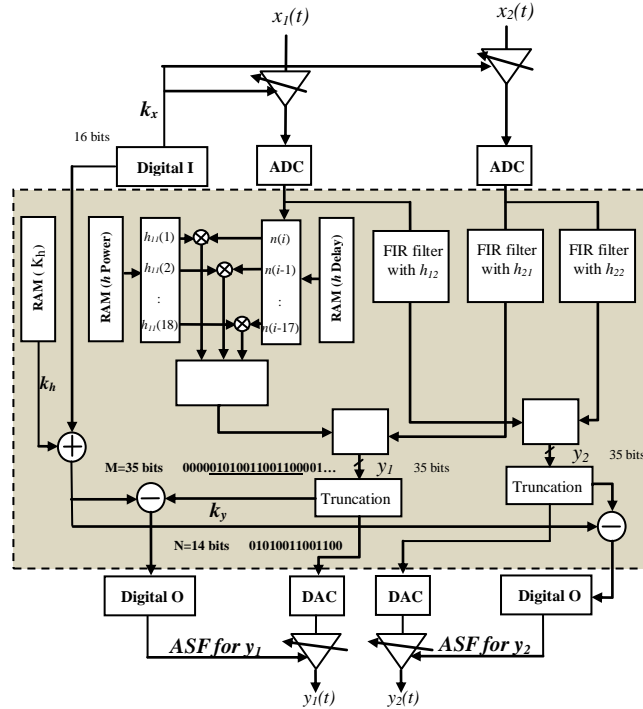 x1(t)
x2(t)
kx
16 bits
Digital I
ADC
ADC
RAM ( Kh)
RAM (h Power)
h11(1)
h11(2)
:
h11(18)
n(i)
n(i-1)
:
n(i-17)
RAM (h Delay)
FIR filter
with h12
FIR filter
with h21
FIR filter
with h22
kh
y1
35 bits
y2
35 bits
M=35 bits 000001010011001100001…
Truncation
Truncation
ky
N=14 bits 01010011001100
Digital O
DAC
DAC
Digital O
ASF for y1
ASF for y2
y1(t)
y2(t)